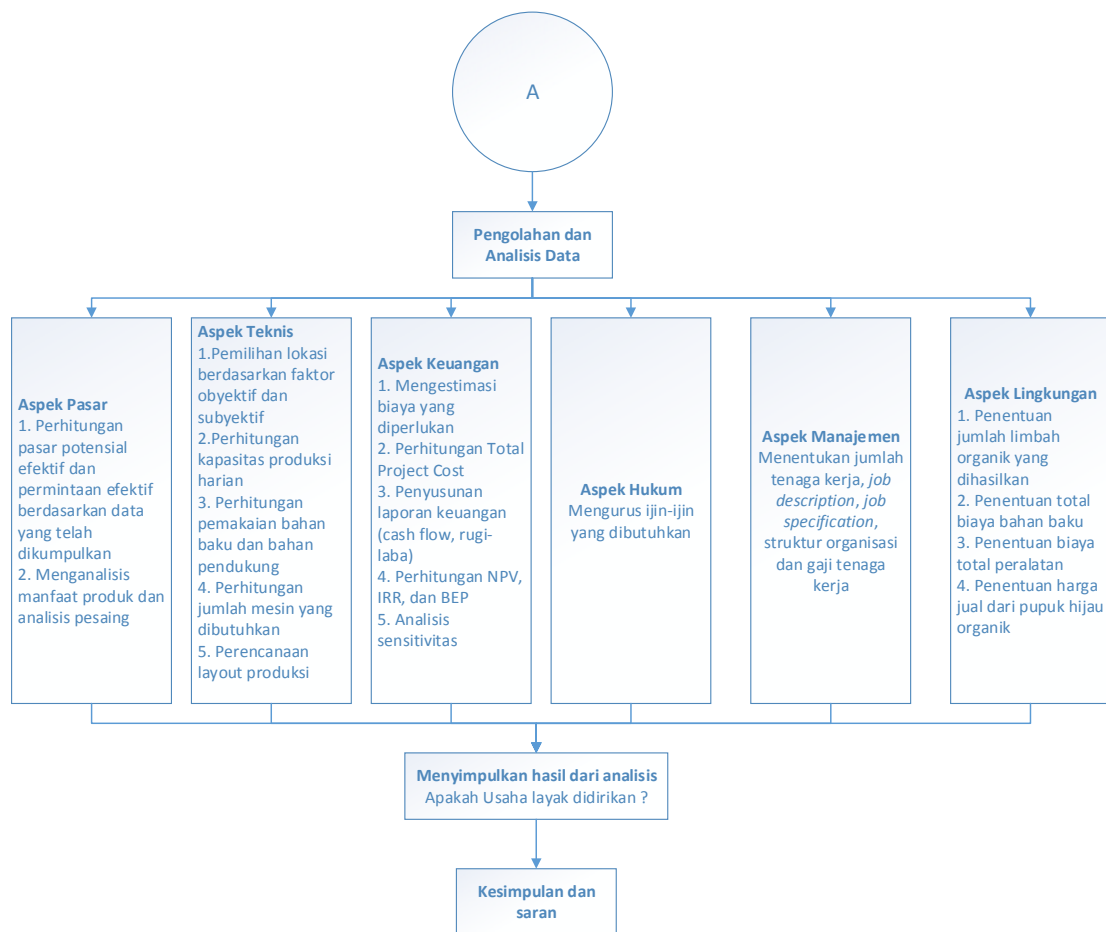 A
Pengolahan dan
Analisis Data
Aspek Pasar
1. Perhitungan
pasar potensial
efektif dan
permintaan efektif
berdasarkan data
yang telah
dikumpulkan
2. Menganalisis
manfaat produk dan
analisis pesaing
Aspek Teknis
1.Pemilihan lokasi
berdasarkan faktor
obyektif dan
subyektif
2.Perhitungan
kapasitas produksi
harian
3. Perhitungan
pemakaian bahan
baku dan bahan
pendukung
4. Perhitungan
jumlah mesin yang
dibutuhkan
5. Perencanaan
layout produksi
Aspek Keuangan
1. Mengestimasi
biaya yang
diperlukan
2. Perhitungan Total
Project Cost
3. Penyusunan
laporan keuangan
(cash flow, rugi-
laba)
4. Perhitungan NPV,
IRR, dan BEP
5. Analisis
sensitivitas
Aspek Hukum
Mengurus ijin-ijin
yang dibutuhkan
Aspek Manajemen
Menentukan jumlah
tenaga kerja, job
description, job
specification,
struktur organisasi
dan gaji tenaga
kerja
Aspek Lingkungan
1. Penentuan
jumlah limbah
organik yang
dihasilkan
2. Penentuan total
biaya bahan baku
3. Penentuan biaya
total peralatan
4. Penentuan harga
jual dari pupuk hijau
organik
Menyimpulkan hasil dari analisis
Apakah Usaha layak didirikan ?
Kesimpulan dan
saran